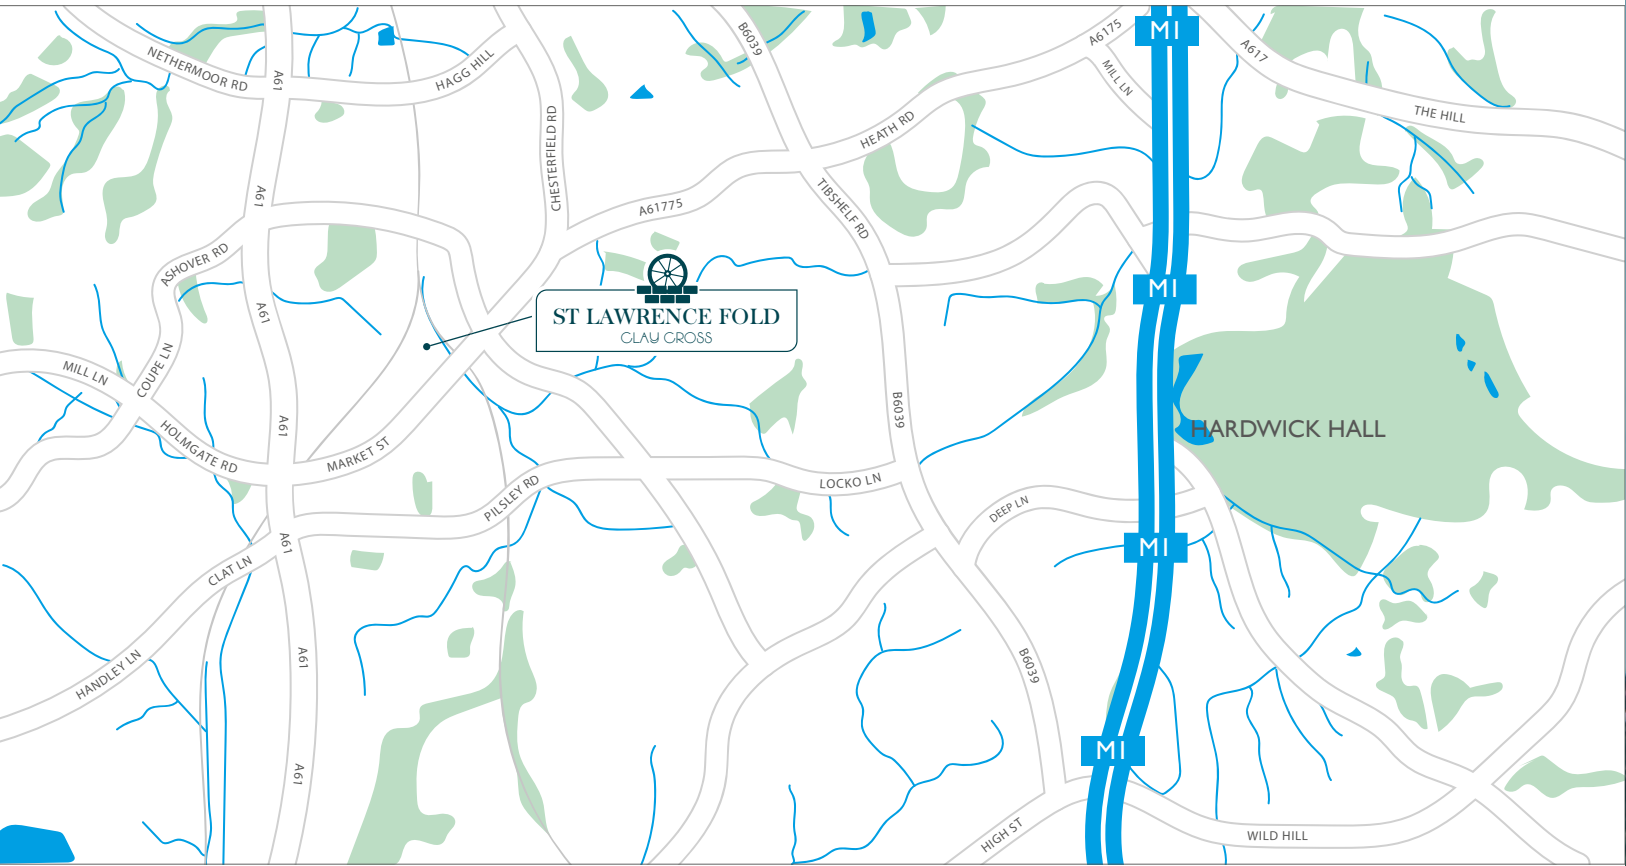 NETHERMOOR RD
A61
HAGG HILL
B6039
A6175
MI
A617
MILL LN
THE HILL
CHESTERFIELD RD
HEATH RD
A61
A61775
TIBSHELF RD
ASHOVER RD
A61
MI
ST LAWRENCE FOLD
CLAY CROSS
MILL LN
COUPE LN
B6039
A61
HARDWICK HALL
HOLMGATE RD
MARKET ST
LOCKO LN
PILSLEY RD
DEEP LN
A61
MI
CLAT LN
A61
HANDLEY LN
B6039
MI
A61
HIGH ST
WILD HILL